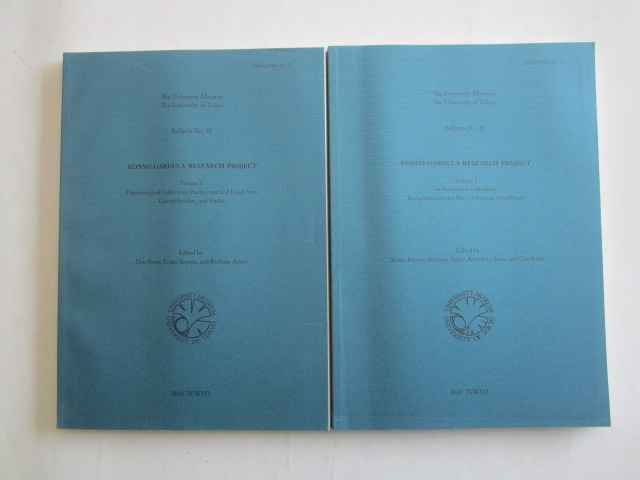 The University Museum
The University of Tokyo
Bulletin No.
KONSO-GARDULA RESEARCH PROJECT
Volume 1
Paleontological Collections: Background and Fossil Aves,
Cercopithecidae, and Suidae
Edited by
Gen Suwa, Yonas Beyene, and Berhane Asfaw
UNIVERSITY MUSEUM
UNIVERSITY OF TOKYO
2014 TOKYO
The University Museum
The University of Tokyo
Bulletin No. 48
KONSO-GARDULA RESEARCH PROJECT
Volume 2
Archaeological Collections:
Background and the Early Acheulean Assemblages
Edited by
Yonas Beyene, Berhane Asfaw, Katsuhiro Sano, and Gen Suwa
UNIVERSITY MUSEUM
UNIVERSITY OF TOKYO
2015 TOKYO